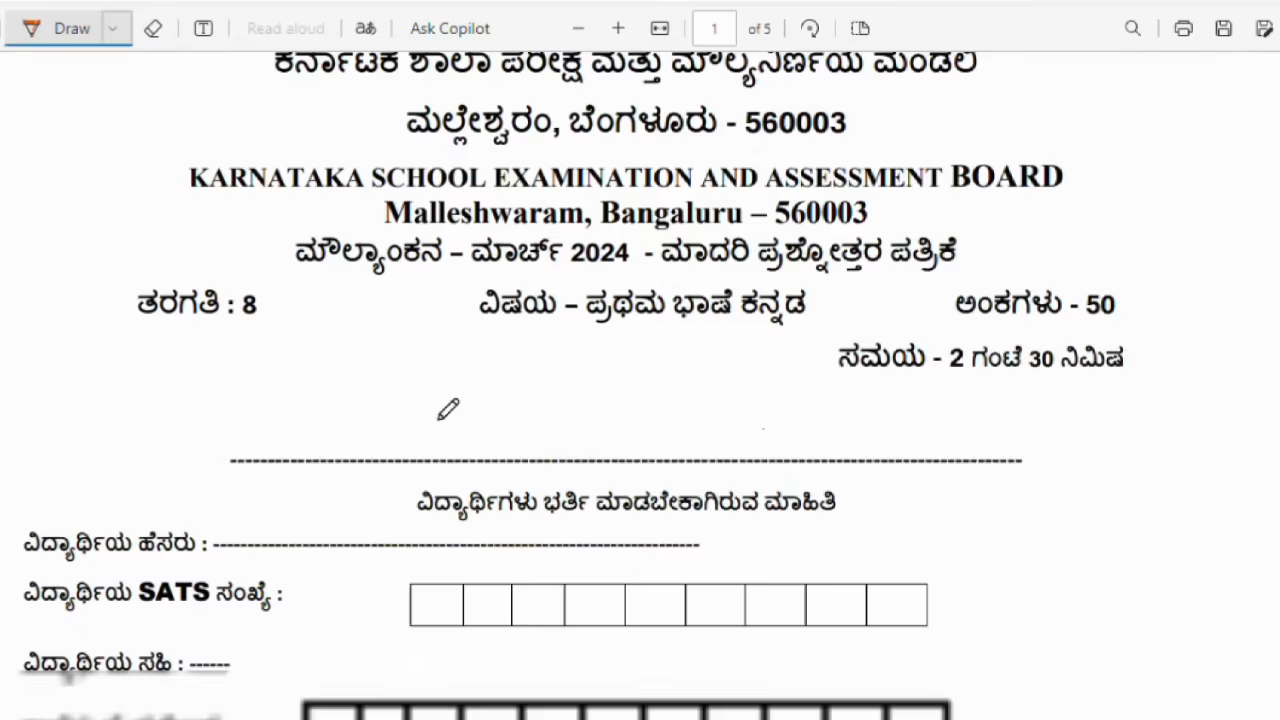 Draw
Read aloud
Ask Copilot
1 of 5
ಕರ್ನಾಟಕ ಶಾಲಾ ಪರೀಕ್ಷೆ ಮತ್ತು ಮೌಲ್ಯನಿರ್ಣಯ ಮಂಡಲಿ
ಮಲ್ಲೇಶ್ವರಂ, ಬೆಂಗಳೂರು - 560003
KARNATAKA SCHOOL EXAMINATION AND ASSESSMENT BOARD
Malleshwaram, Bangaluru – 560003
ಮೌಲ್ಯಾಂಕನ – ಮಾರ್ಚ್ 2024 - ಮಾದರಿ ಪ್ರಶ್ನೋತ್ತರ ಪತ್ರಿಕೆ
ತರಗತಿ : 8 ವಿಷಯ – ಪ್ರಥಮ ಭಾಷೆ ಕನ್ನಡ ಅಂಕಗಳು - 50
ಸಮಯ - 2 ಗಂಟೆ 30 ನಿಮಿಷ
ವಿದ್ಯಾರ್ಥಿಗಳು ಭರ್ತಿ ಮಾಡಬೇಕಾಗಿರುವ ಮಾಹಿತಿ
ವಿದ್ಯಾರ್ಥಿಯ ಹೆಸರು :
ವಿದ್ಯಾರ್ಥಿಯ SATS ಸಂಖ್ಯೆ :
ವಿದ್ಯಾರ್ಥಿಯ ಸಹಿ : ------